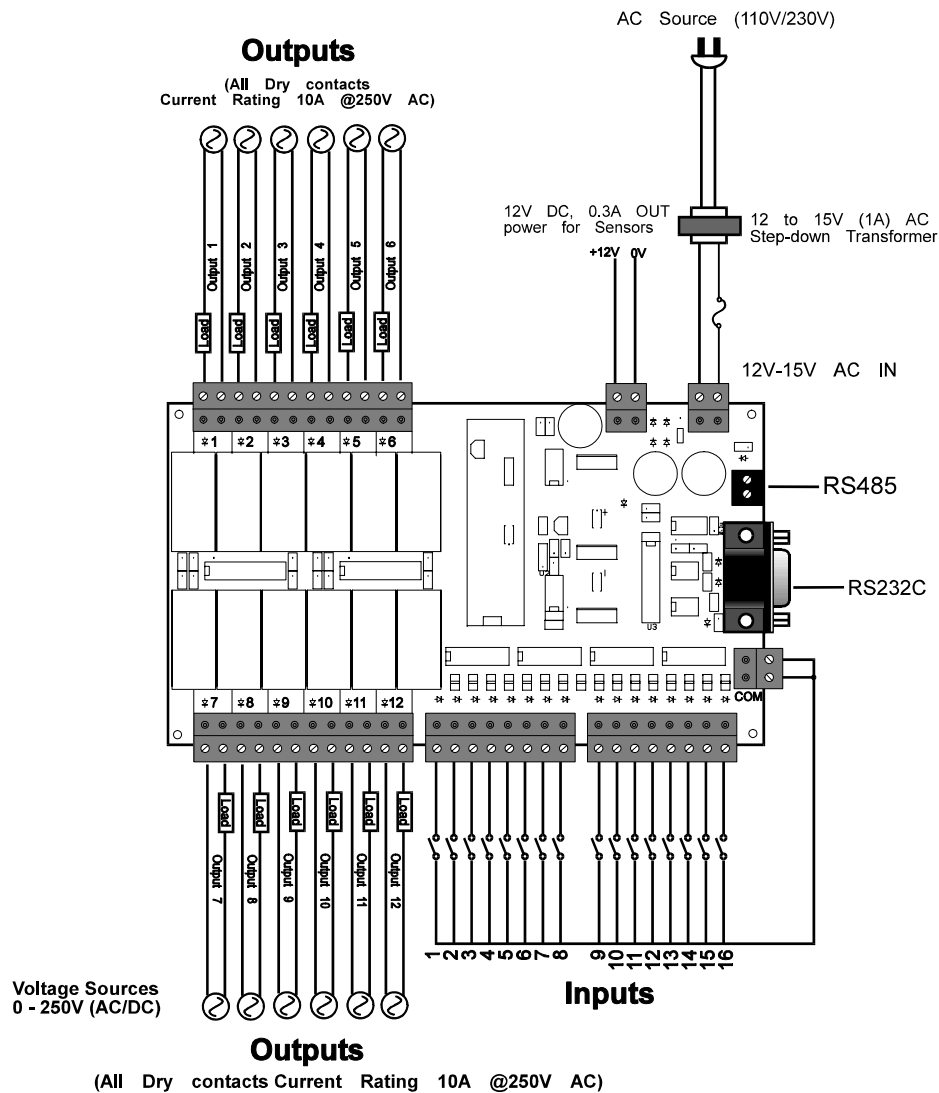 AC Source (110V/230V)
Outputs
(All Dry contacts
Current Rating 10A @250V AC)
12V DC, 0.3A OUT
power for Sensors
+12V 0V
12 to 15V (1A) AC
Step-down Transformer
Output 1
Output 2
Output 3
Output 4
Output 5
Output 6
Load
Load
Load
Load
Load
Load
12V-15V AC IN
1 2 3 4 5 6
RS485
RS232C
U3
COM
7 8 9 10 11 12
Load
Load
Load
Load
Load
Load
Output 7
Output 8
Output 9
Output 10
Output 11
Output 12
1 2 3 4 5 6 7 8 9 10 11 12 13 14 15 16
Inputs
Voltage Sources
0 - 250V (AC/DC)
Outputs
(All Dry contacts Current Rating 10A @250V AC)